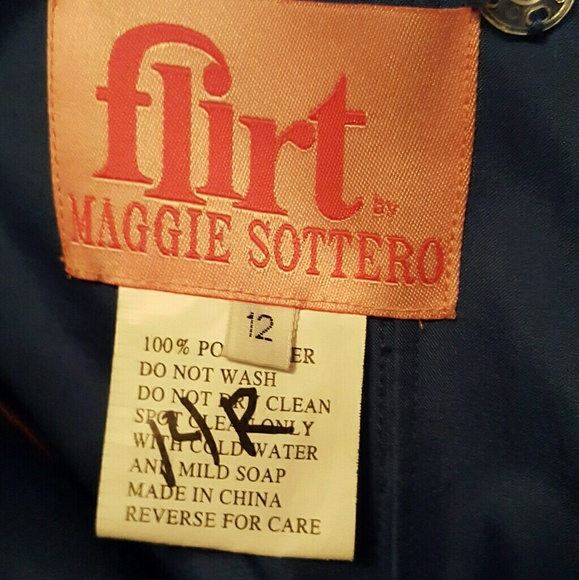 flirt
BY
MAGGIE SOTTERO
12
100% PO ER
DO NOT WASH
DO NOT DRY CLEAN
SPOT CLEAN ONLY
WITH COLD WATER
AND MILD SOAP
MADE IN CHINA
REVERSE FOR CARE